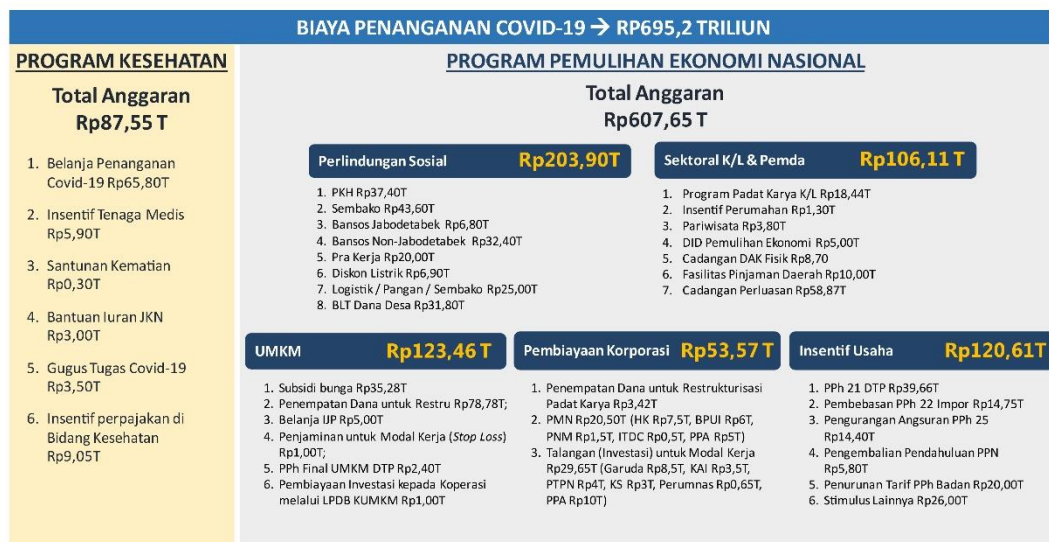 BIAYA PENANGANAN COVID-19 → RP695,2 TRILIUN
PROGRAM KESEHATAN
Total Anggaran
Rp87,55 T
1. Belanja Penanganan
Covid-19 Rp65,80T
2. Insentif Tenaga Medis
Rp5,90T
3. Santunan Kematian
Rp0,30T
4. Bantuan Iuran JKN
Rp3,00T
5. Gugus Tugas Covid-19
Rp3,50T
6. Insentif perpajakan di
Bidang Kesehatan
Rp9,05T
PROGRAM PEMULIHAN EKONOMI NASIONAL
Total Anggaran
Rp607,65 T
Perlindungan Sosial Rp203,90T
1. PKH Rp37,40T
2. Sembako Rp43,60T
3. Bansos Jabodetabek Rp6,80T
4. Bansos Non-Jabodetabek Rp32,40T
5. Pra Kerja Rp20,00T
6. Diskon Listrik Rp6,90T
7. Logistik / Pangan / Sembako Rp25,00T
8. BLT Dana Desa Rp31,80T
Sektoral K/L & Pemda Rp106,11 T
1. Program Padat Karya K/L Rp18,44T
2. Insentif Perumahan Rp1,30T
3. Pariwisata Rp3,80T
4. DID Pemulihan Ekonomi Rp5,00T
5. Cadangan DAK Fisik Rp8,70
6. Fasilitas Pinjaman Daerah Rp10,00T
7. Cadangan Perluasan Rp58,87T
UMKM Rp123,46 T
1. Subsidi bunga Rp35,28T
2. Penempatan Dana untuk Restru Rp78,78T;
3. Belanja IJP Rp5,00T
4. Penjaminan untuk Modal Kerja (Stop Loss)
Rp1,00T;
5. PPh Final UMKM DTP Rp2,40T
6. Pembiayaan Investasi kepada Koperasi
melalui LPDB KUMKM Rp1,00T
Pembiayaan Korporasi Rp53,57 T
1. Penempatan Dana untuk Restrukturisasi
Padat Karya Rp3,42T
2. PMN Rp20,50T (HK Rp7,5T, BPUI Rp6T,
PNM Rp1,5T, ITDC Rp0,5T, PPA Rp5T)
3. Talangan (Investasi) untuk Modal Kerja
Rp29,65T (Garuda Rp8,5T, KAI Rp3,5T,
PTPN Rp4T, KS Rp3T, Perumnas Rp0,65T,
PPA Rp10T)
Insentif Usaha Rp120,61T
1. PPh 21 DTP Rp39,66T
2. Pembebasan PPh 22 Impor Rp14,75T
3. Pengurangan Angsuran PPh 25
Rp14,40T
4. Pengembalian Pendahuluan PPN
Rp5,80T
5. Penurunan Tarif PPh Badan Rp20,00T
6. Stimulus Lainnya Rp26,00T